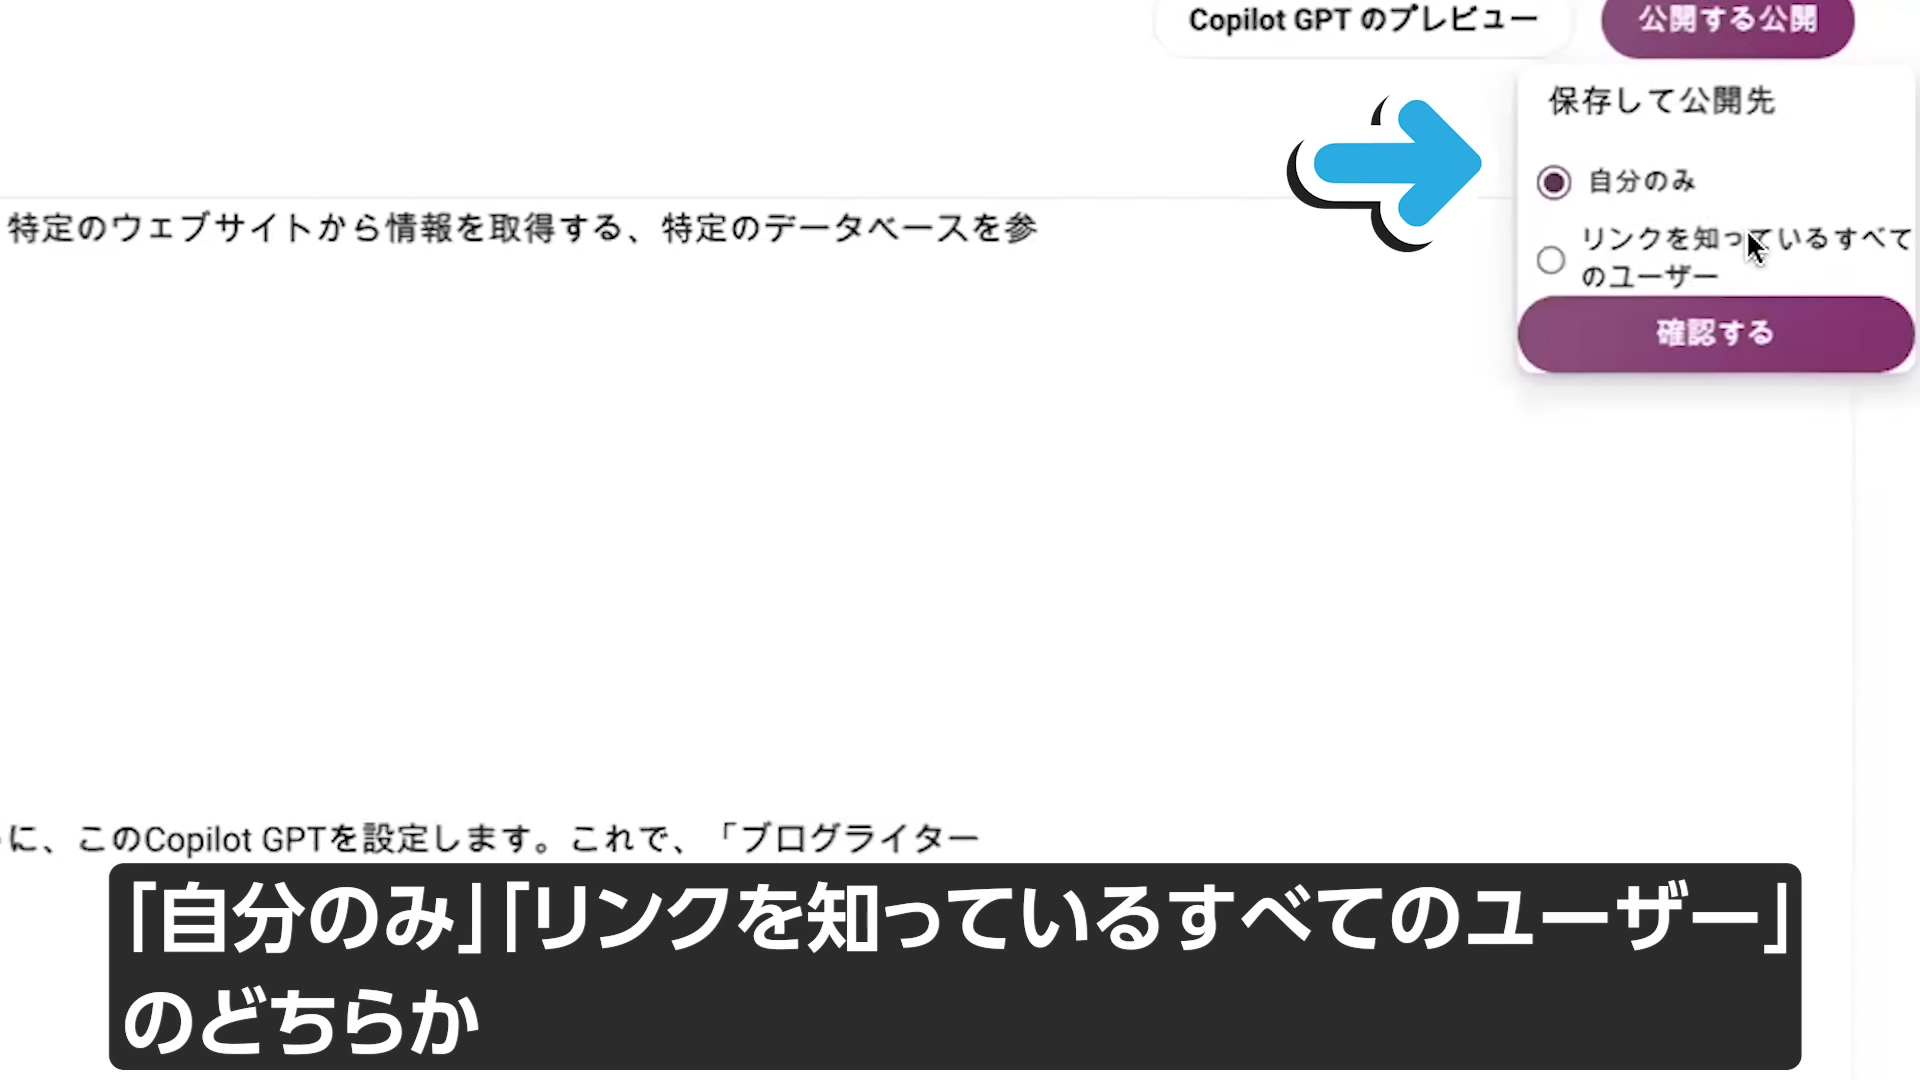 Copilot GPT のプレビュー
公開する公開
保存して公開先
自分のみ
リンクを知っているすべて
のユーザー
確認する
特定のウェブサイトから情報を取得する、特定のデータベースを参
に、このCopilot GPTを設定します。これで、「ブログライター
「自分のみ」「リンクを知っているすべてのユーザー」
のどちらか